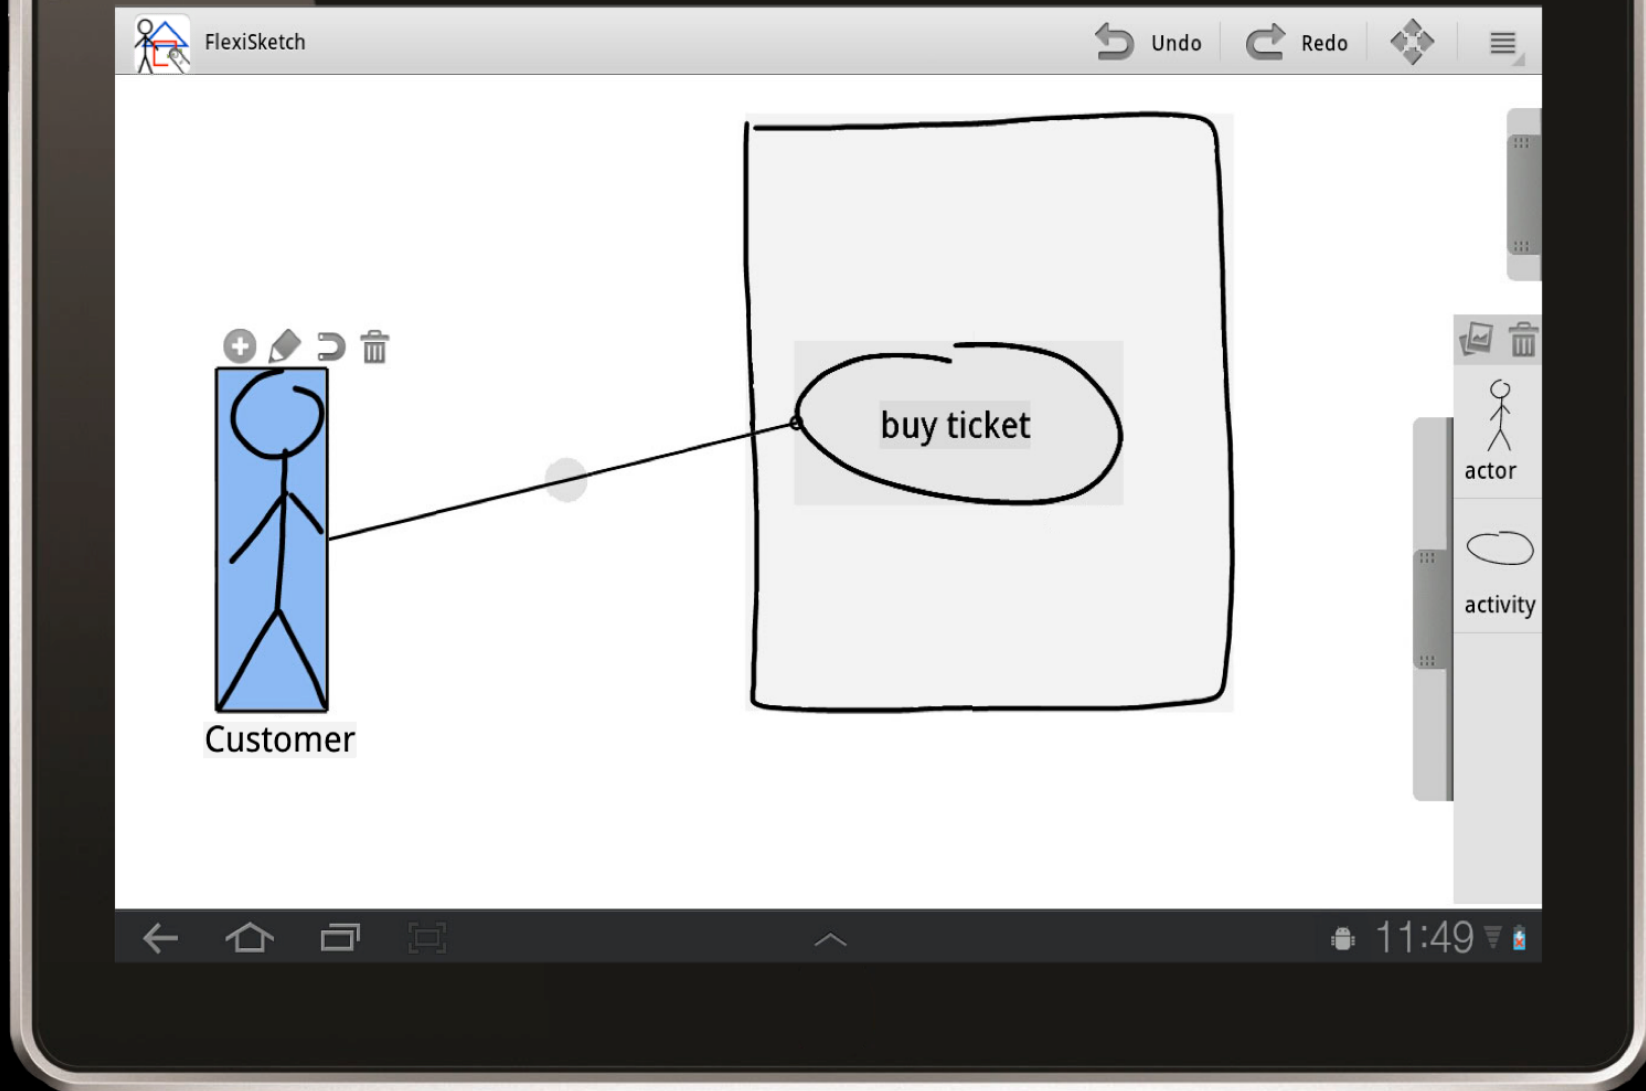 FlexiSketch
Undo
Redo
buy ticket
actor
activity
Customer
11:49